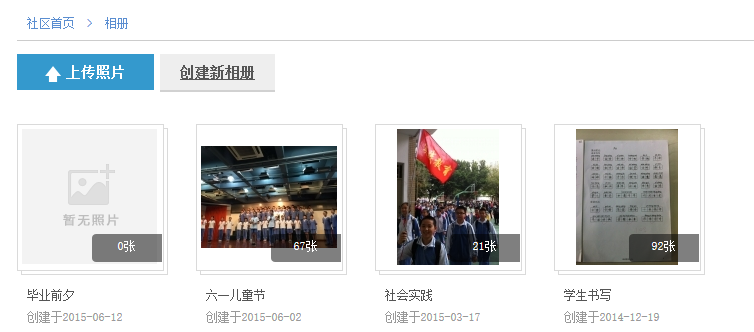 社区首页 > 相册
上传照片 创建新相册
暂无照片
0张 67张 21张 92张
毕业前夕 六一儿童节 社会实践 学生书写
创建于2015-06-12 创建于2015-06-02 创建于2015-03-17 创建于2014-12-19